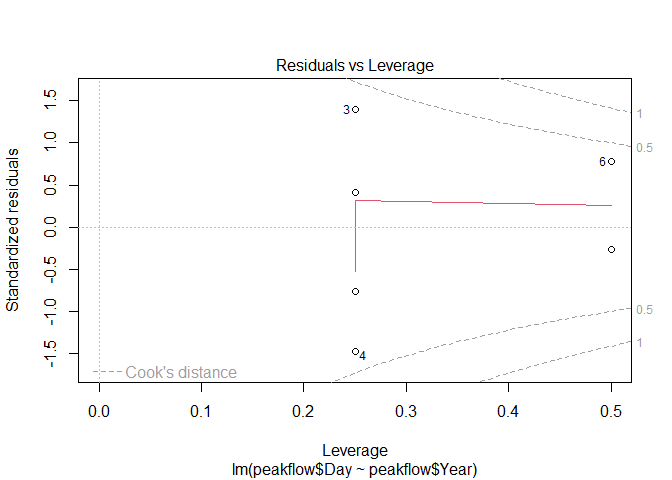 Residuals vs Leverage
Standardized residuals
1.5
1.0
0.5
0.0
-0.5
-1.0
-1.5
3
6
4
1
0.5
0.5
1
Cook's distance
0.0 0.1 0.2 0.3 0.4 0.5
Leverage
lm(peakflow$Day ~ peakflow$Year)